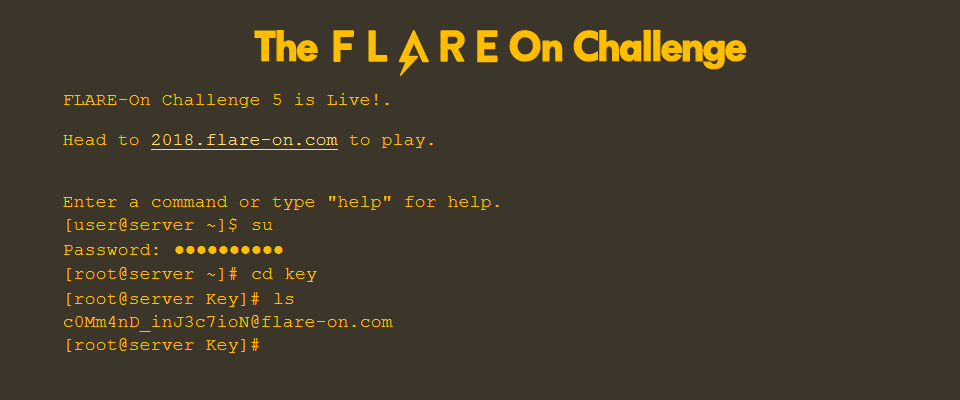 The FLARE On Challenge
FLARE-On Challenge 5 is Live!.
Head to 2018.flare-on.com to play.
Enter a command or type "help" for help.
[user@server ~]$ su
Password: ●●●●●●●●●●
[root@server ~]# cd key
[root@server Key]# ls
c0Mm4nD_inJ3c7ioN@flare-on.com
[root@server Key]#